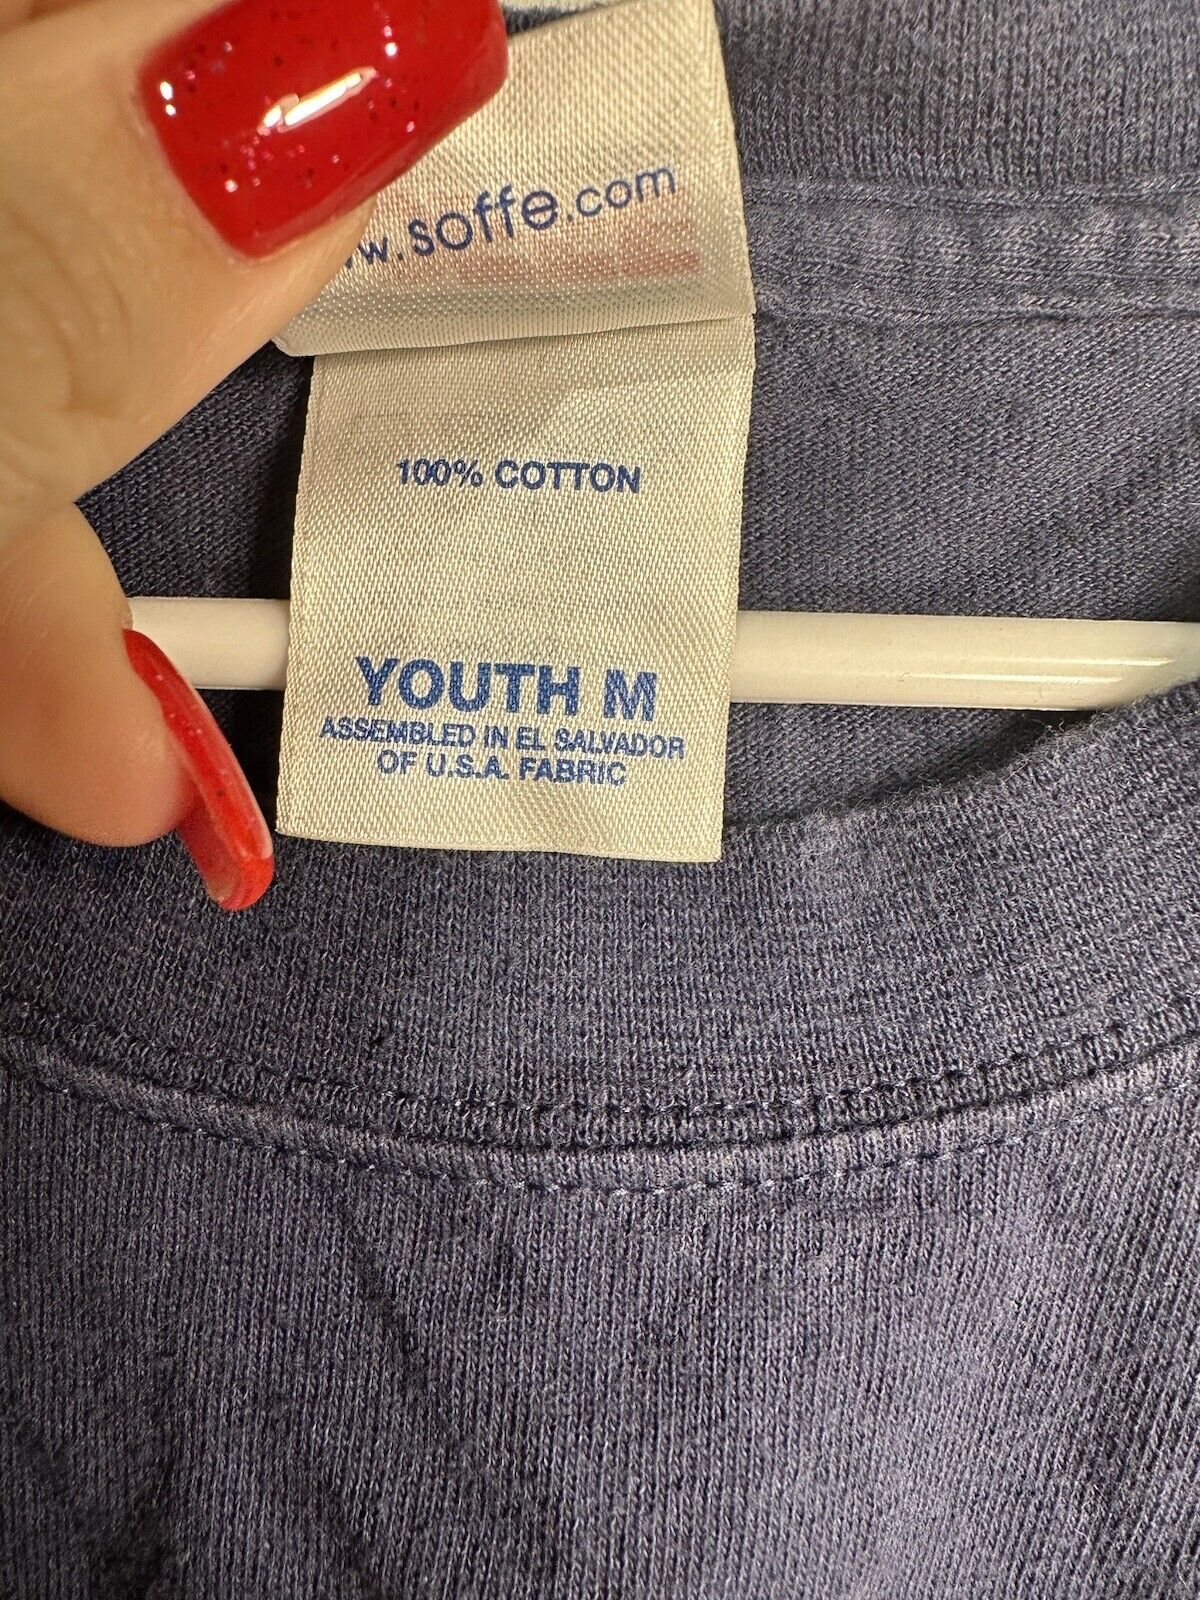 w.soffe.com
100% COTTON
YOUTH M
ASSEMBLED IN EL SALVADOR
OF U.S.A. FABRIC